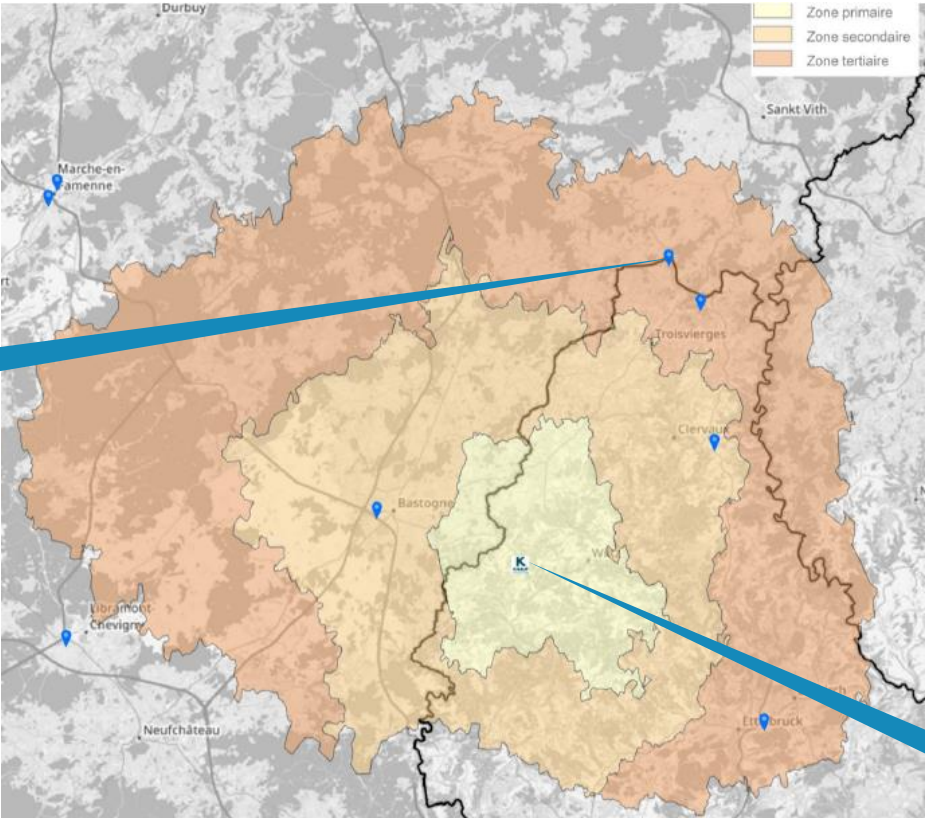 Durbuy
Zone primaire
Zone secondaire
Zone tertiaire
Sankt Vith
Marche-en-
Famenne
Troisvierges
Clervaux
Bastogne
K
Libramont-
Chevigny
Neufchâteau
Ettelbruck